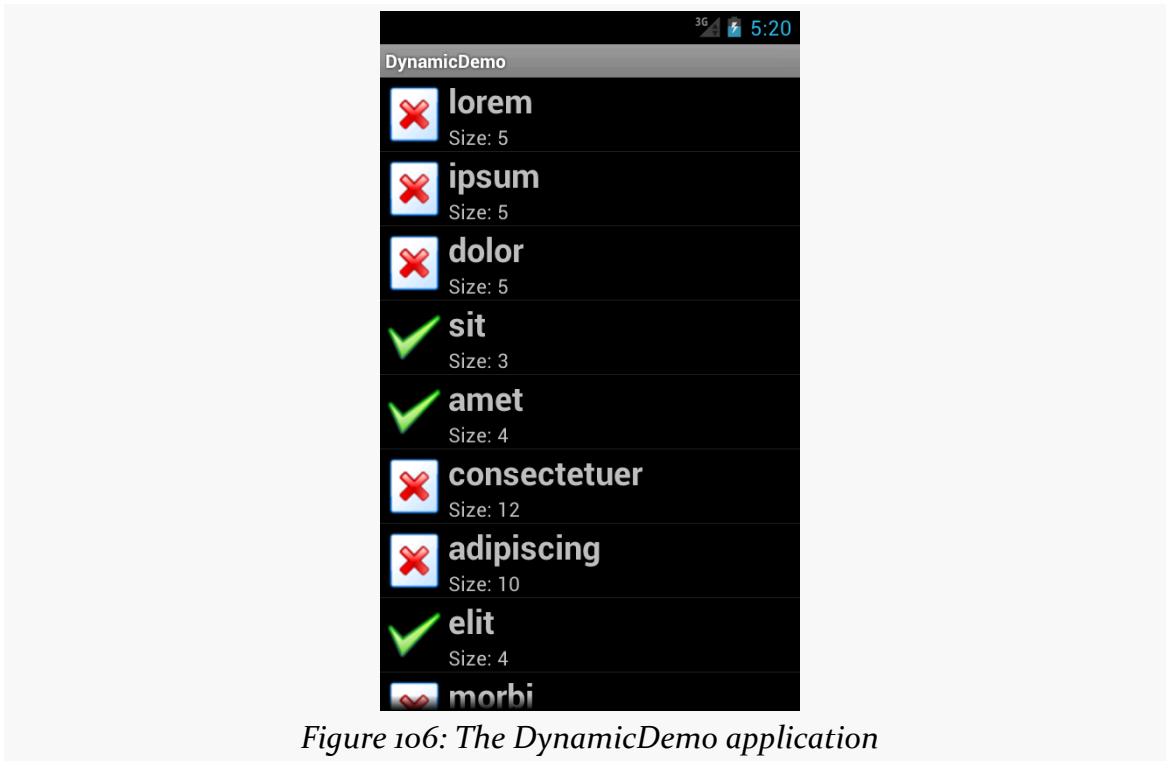 3G 5:20
DynamicDemo
lorem
Size: 5
ipsum
Size: 5
dolor
Size: 5
sit
Size: 3
amet
Size: 4
consectetuer
Size: 12
adipiscing
Size: 10
elit
Size: 4
morbi
Figure 106: The DynamicDemo application